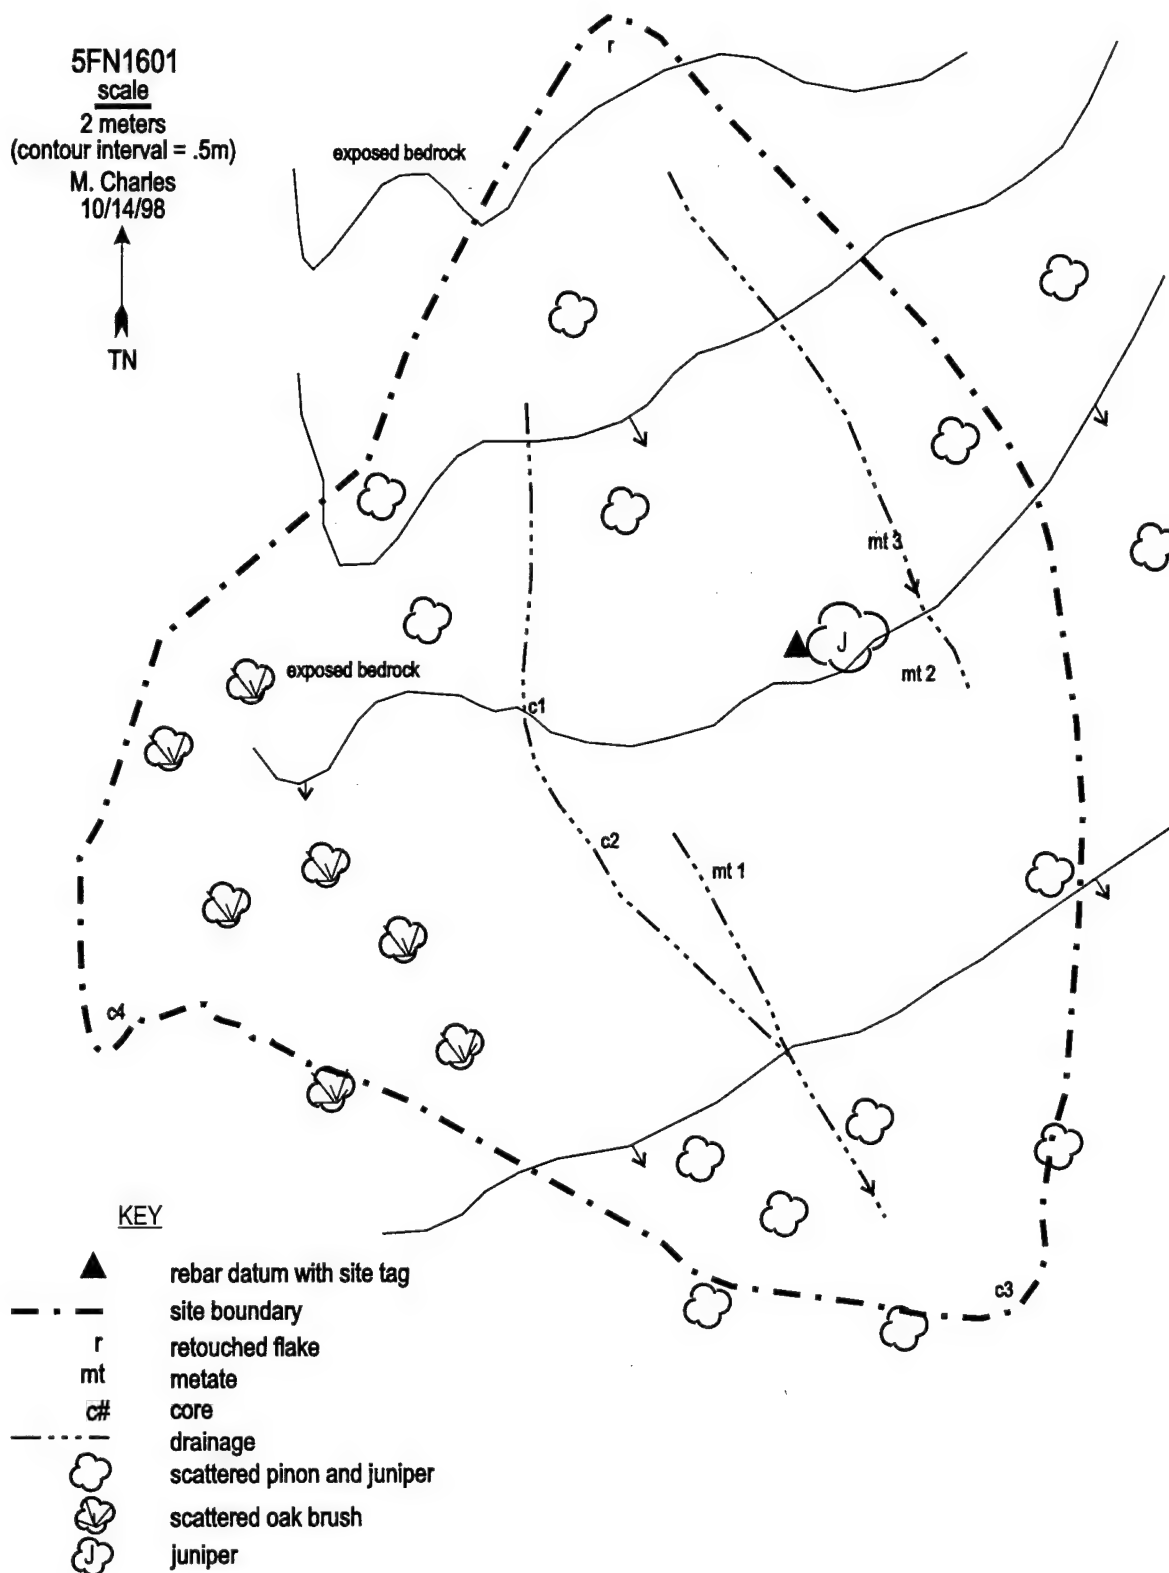 5FN1601
scale
2 meters
(contour interval = .5m)
M. Charles
10/14/98
TN
r
exposed bedrock
mt 3
J
mt 2
exposed bedrock
c1
c2
mt 1
c4
c3
KEY
rebar datum with site tag
site boundary
r retouched flake
mt metate
c# core
drainage
scattered pinon and juniper
scattered oak brush
J juniper